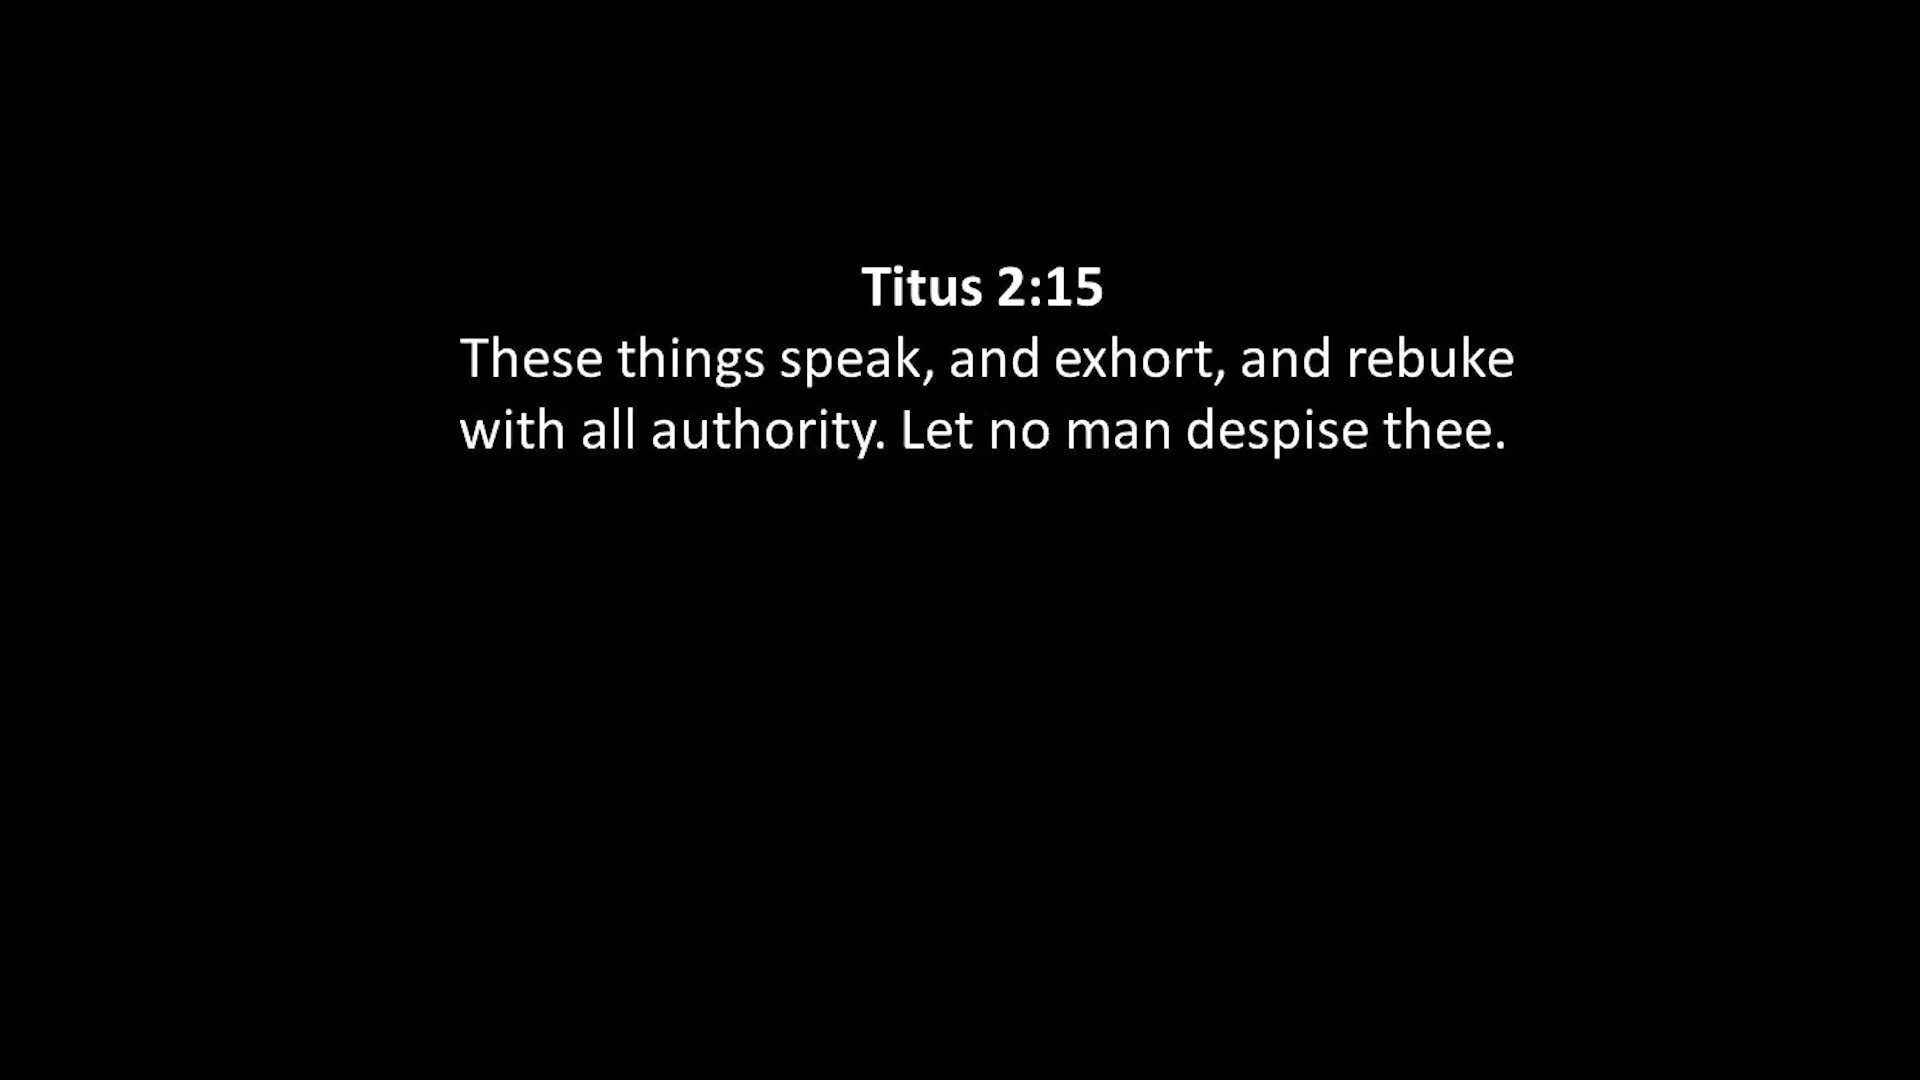 Titus 2:15
These things speak, and exhort, and rebuke
with all authority. Let no man despise thee.